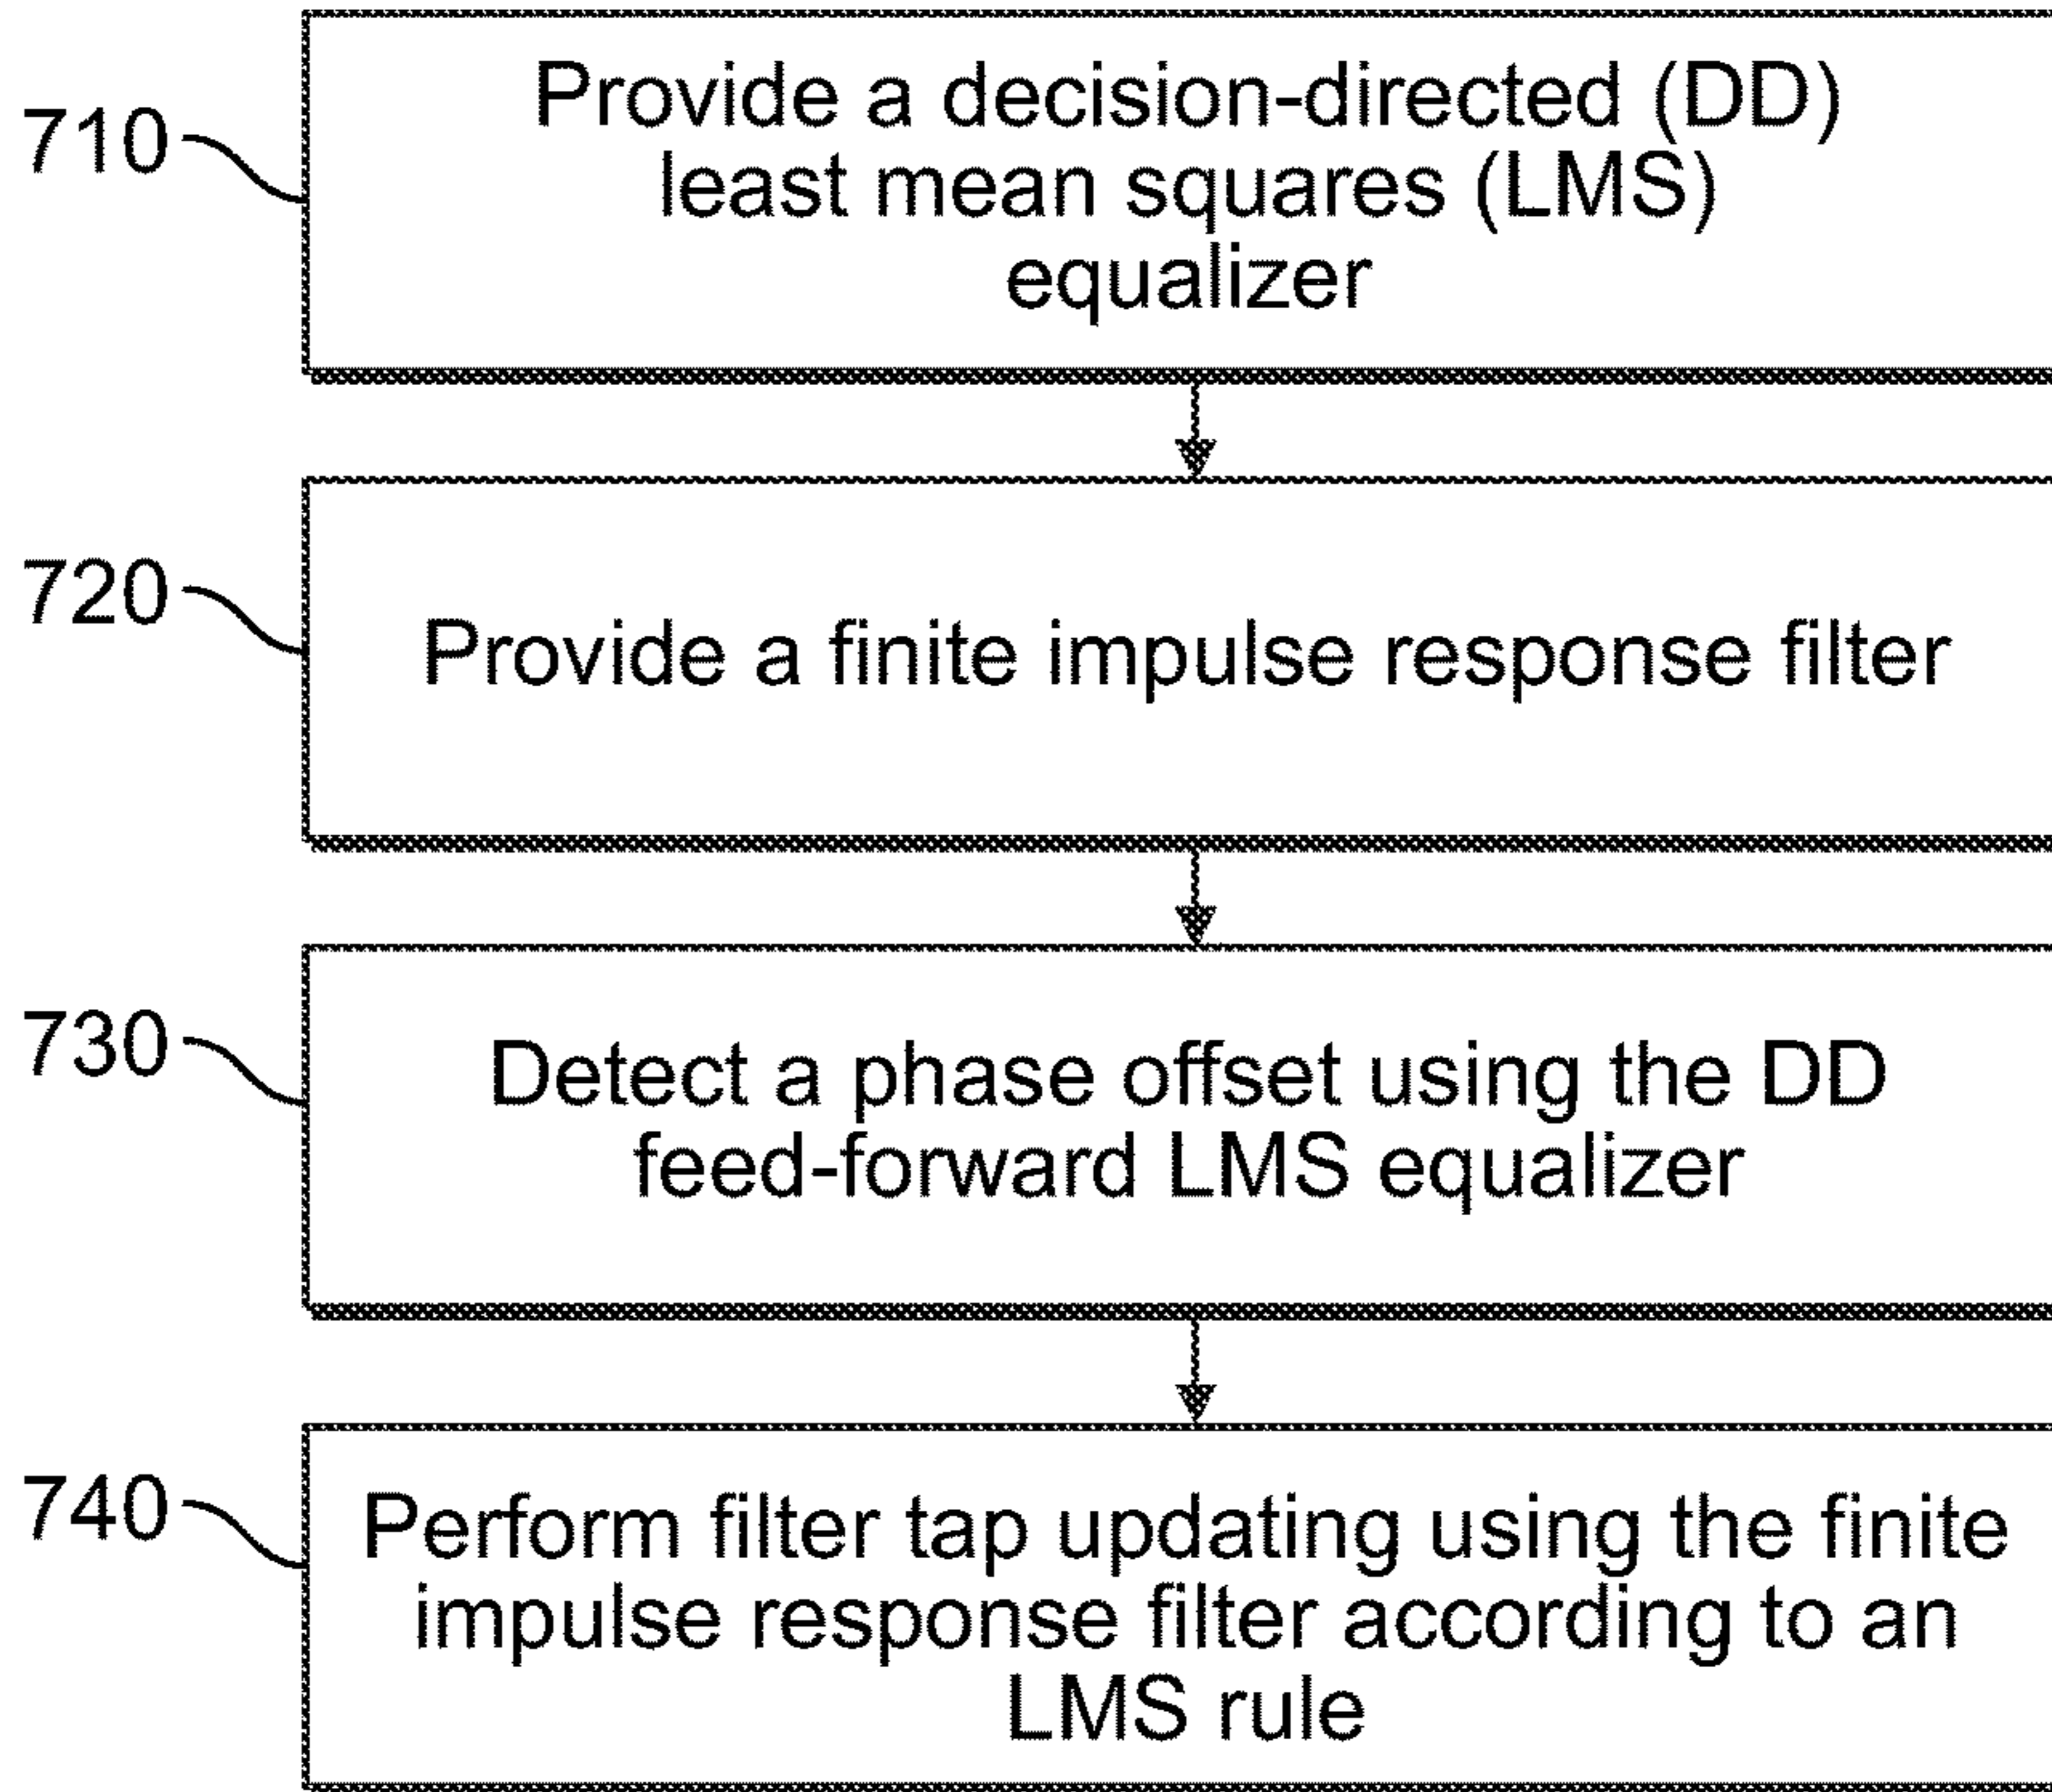 710
Provide a decision-directed (DD)
least mean squares (LMS)
equalizer
720
Provide a finite impulse response filter
730
Detect a phase offset using the DD
feed-forward LMS equalizer
740
Perform filter tap updating using the finite
impulse response filter according to an
LMS rule